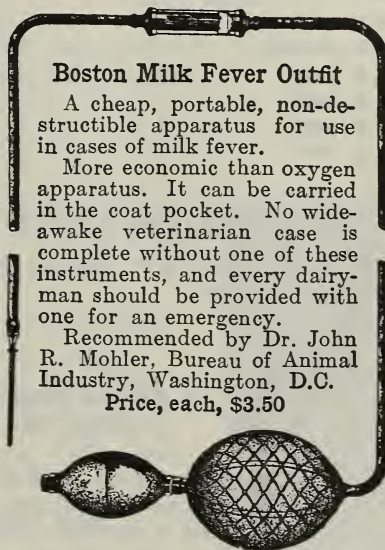 Boston Milk Fever Outfit
A cheap, portable, non-de-
structible apparatus for use
in cases of milk fever.
More economic than oxygen
apparatus. It can be carried
in the coat pocket. No wide-
awake veterinarian case is
complete without one of these
instruments, and every dairy-
man should be provided with
one for an emergency.
Recommended by Dr. John
R. Mohler, Bureau of Animal
Industry, Washington, D.C.
Price, each, $3.50